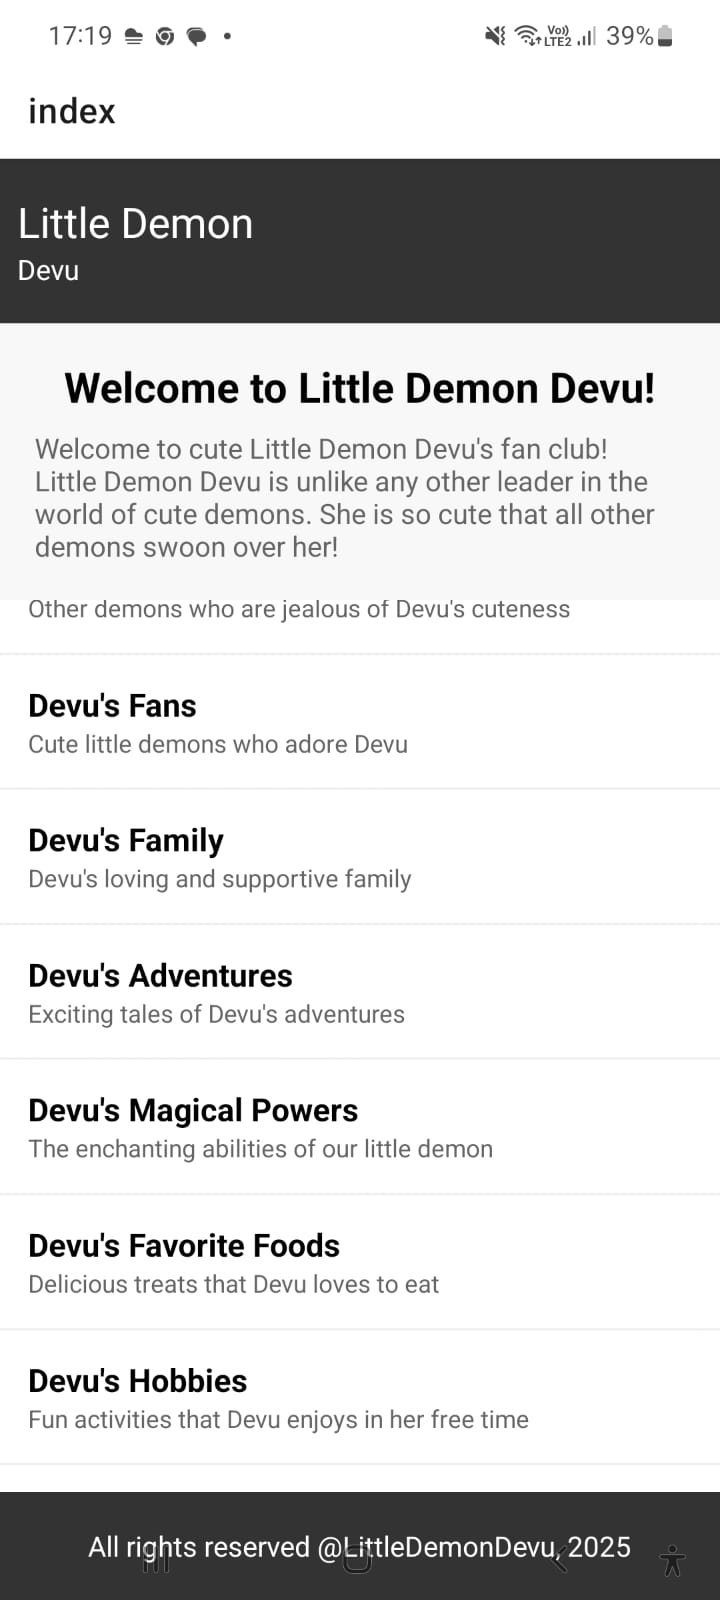 17:19
Vo))
LTE2
39%
index
Little Demon
Devu
Welcome to Little Demon Devu!
Welcome to cute Little Demon Devu's fan club!
Little Demon Devu is unlike any other leader in the
world of cute demons. She is so cute that all other
demons swoon over her!
Other demons who are jealous of Devu's cuteness
Devu's Fans
Cute little demons who adore Devu
Devu's Family
Devu's loving and supportive family
Devu's Adventures
Exciting tales of Devu's adventures
Devu's Magical Powers
The enchanting abilities of our little demon
Devu's Favorite Foods
Delicious treats that Devu loves to eat
Devu's Hobbies
Fun activities that Devu enjoys in her free time
All rights reserved @LittleDemonDevu, 2025